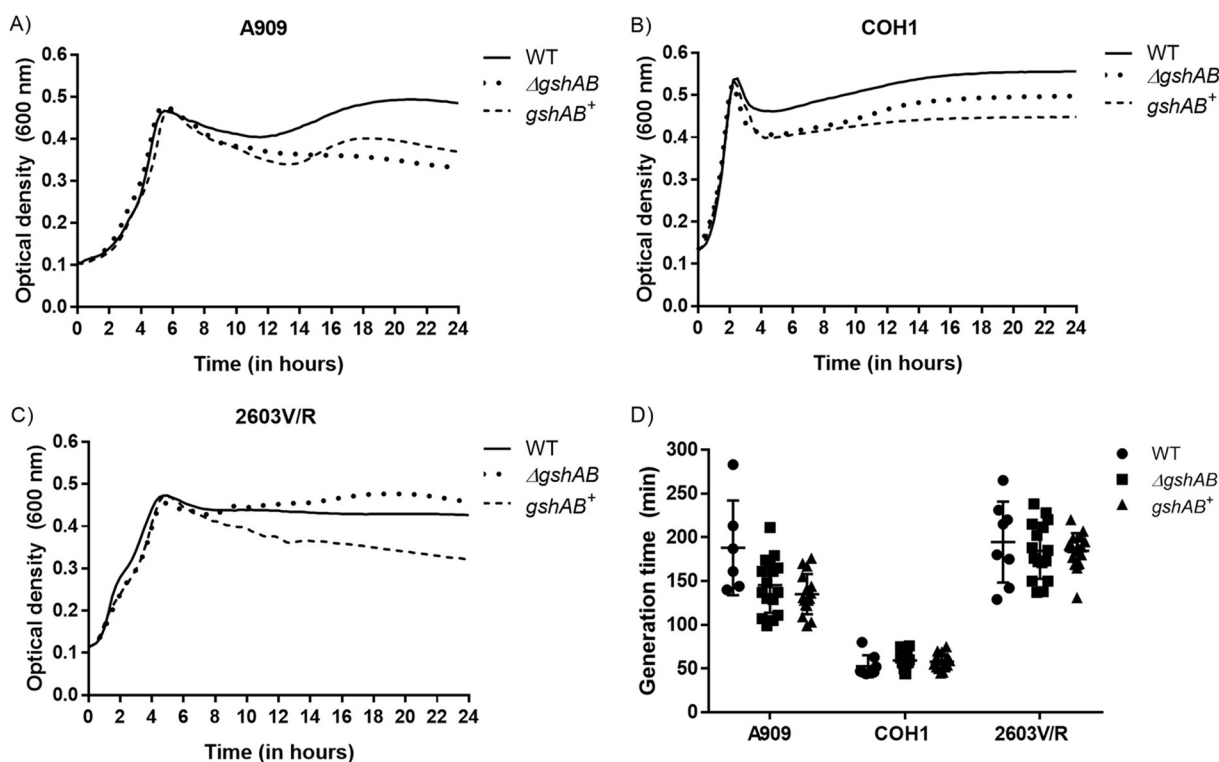 A)
A909
Optical density (600 nm)
0.6
0.5
0.4
0.3
0.2
0.1
0.0
0 2 4 6 8 10 12 14 16 18 20 22 24
Time (in hours)
WT
ΔgshAB
gshAB+
B)
COH1
Optical density (600 nm)
0.6
0.5
0.4
0.3
0.2
0.1
0.0
0 2 4 6 8 10 12 14 16 18 20 22 24
Time (in hours)
WT
ΔgshAB
gshAB+
C)
2603V/R
Optical density (600 nm)
0.6
0.5
0.4
0.3
0.2
0.1
0.0
0 2 4 6 8 10 12 14 16 18 20 22 24
Time (in hours)
WT
ΔgshAB
gshAB+
D)
Generation time (min)
300
250
200
150
100
50
0
A909 COH1 2603V/R
WT
ΔgshAB
gshAB+